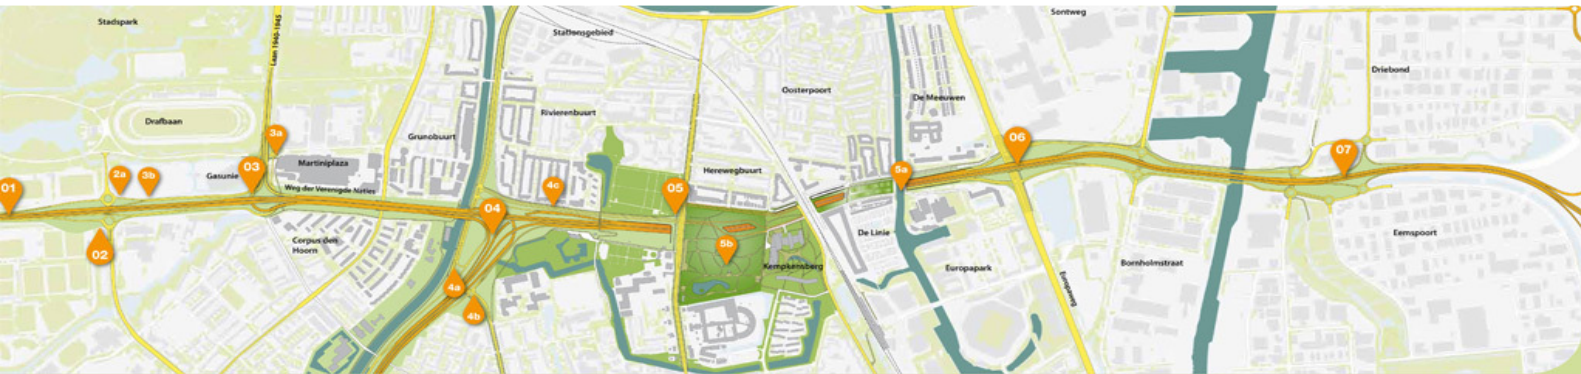 Stadspark
Laan 1940-1945
Stationsgebied
Sontweg
Driebond
Oosterpoort
De Meeuwen
Drafbaan
Rivierenbuurt
Grunobuurt
3a
06
07
Martiniplaza
Gasunie
03
2a
3b
Herewegbuurt
5a
01
Weg der Verenigde Naties
4c
05
04
02
Corpus den
Hoorn
De Linie
5b
Kempkensberg
Eemspoort
Europapark
Bornholmstraat
Europaweg
4a
4b